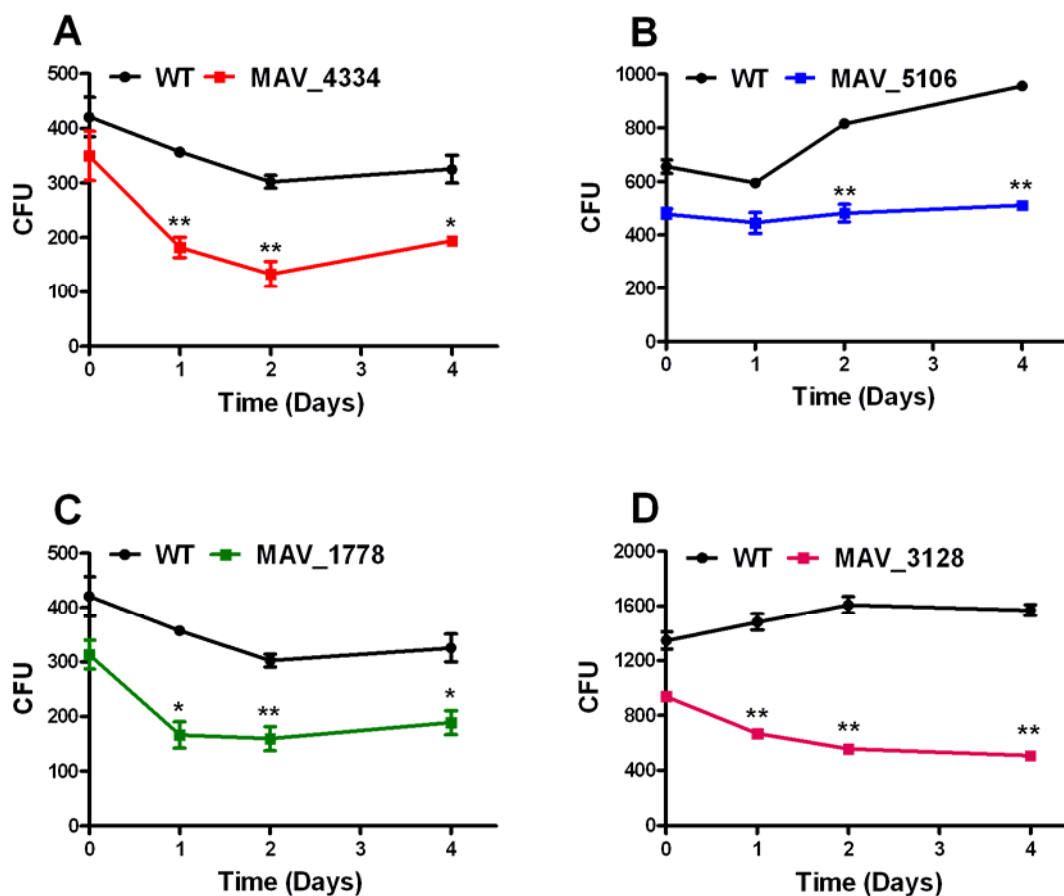 A
WT MAV_4334
500
400
300
200
100
0
CFU
** ** *
0 1 2 3 4
Time (Days)
B
WT MAV_5106
1000
800
600
400
200
0
CFU
** **
0 1 2 3 4
Time (Days)
C
WT MAV_1778
500
400
300
200
100
0
CFU
* ** *
0 1 2 3 4
Time (Days)
D
WT MAV_3128
2000
1600
1200
800
400
0
CFU
** ** **
0 1 2 3 4
Time (Days)